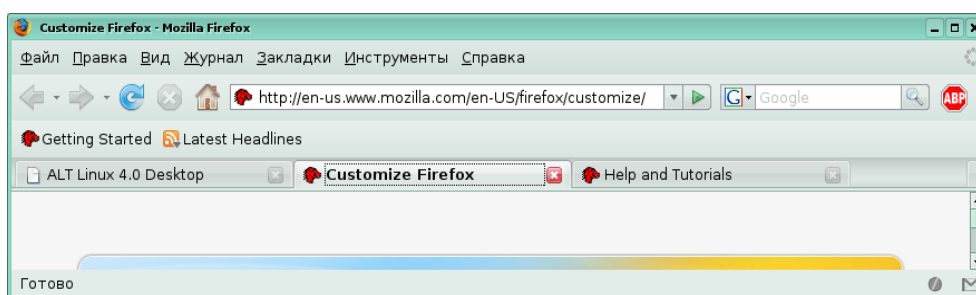 Customize Firefox - Mozilla Firefox
Файл Правка Вид Журнал Закладки Инструменты Справка
http://en-us.www.mozilla.com/en-US/firefox/customize/ G Google ABP
Getting Started Latest Headlines
ALT Linux 4.0 Desktop Customize Firefox Help and Tutorials
Готово